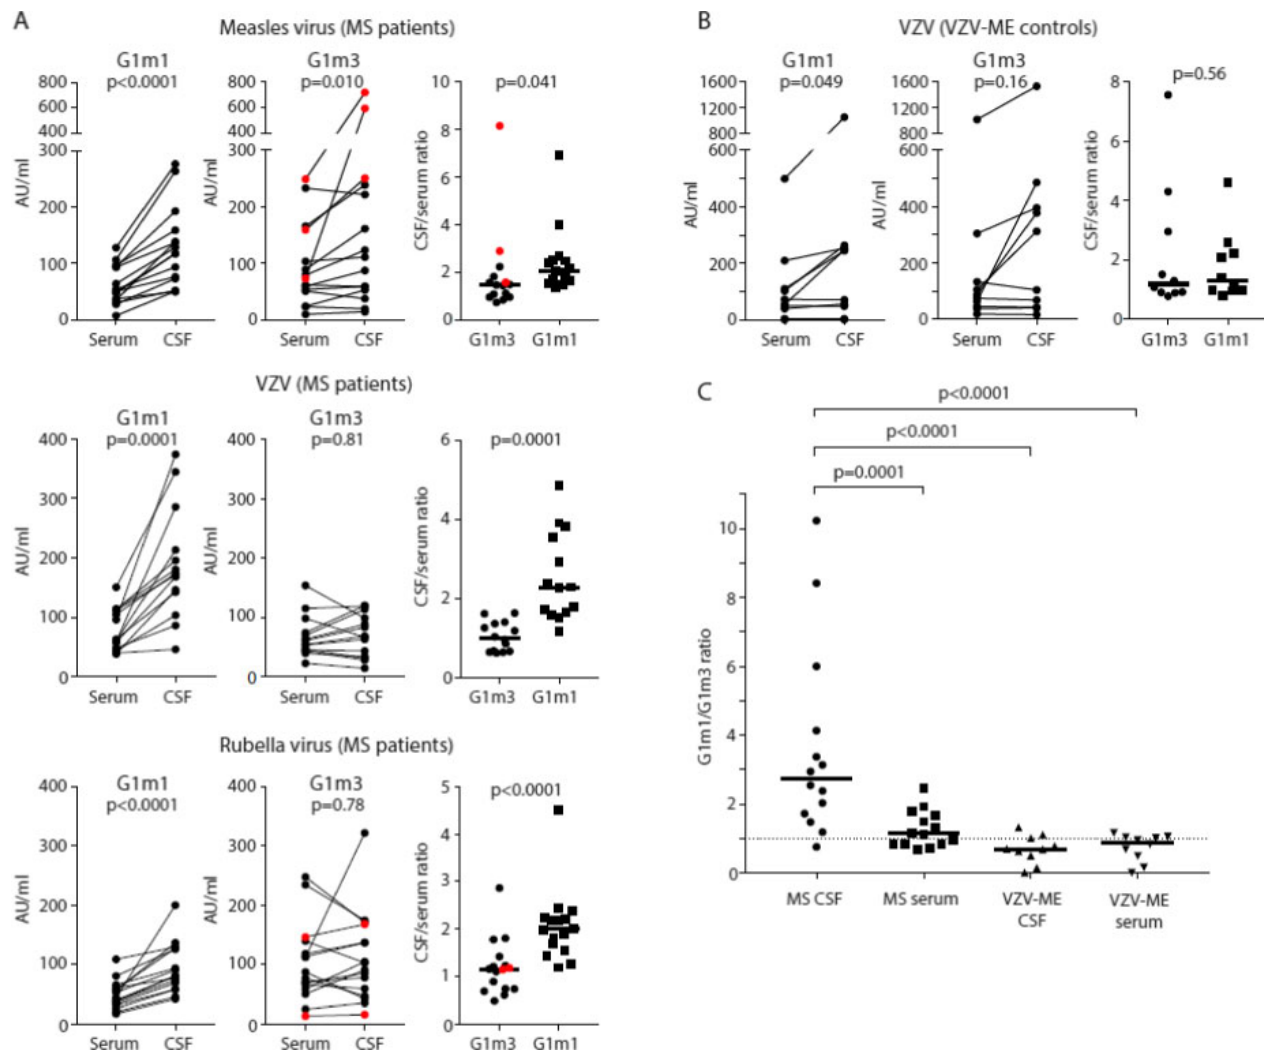 A
Measles virus (MS patients)
G1m1
p<0.0001
G1m3
p=0.010
p=0.041
800
600
400
300
200
100
0
AU/ml
Serum
CSF
800
600
400
300
200
100
0
AU/ml
Serum
CSF
10
8
6
4
2
0
CSF/serum ratio
G1m3
G1m1
VZV (MS patients)
G1m1
p=0.0001
G1m3
p=0.81
p=0.0001
400
300
200
100
0
AU/ml
Serum
CSF
400
300
200
100
0
AU/ml
Serum
CSF
6
4
2
0
CSF/serum ratio
G1m3
G1m1
Rubella virus (MS patients)
G1m1
p<0.0001
G1m3
p=0.78
p<0.0001
400
300
200
100
0
AU/ml
Serum
CSF
400
300
200
100
0
AU/ml
Serum
CSF
5
4
3
2
1
0
CSF/serum ratio
G1m3
G1m1
B
VZV (VZV-ME controls)
G1m1
p=0.049
G1m3
p=0.16
p=0.56
1600
1200
800
600
400
200
0
AU/ml
Serum
CSF
1600
1200
800
600
400
200
0
AU/ml
Serum
CSF
8
6
4
2
0
CSF/serum ratio
G1m3
G1m1
C
p<0.0001
p<0.0001
p=0.0001
10
8
6
4
2
0
G1m1/G1m3 ratio
MS CSF
MS serum
VZV-ME
CSF
VZV-ME
serum